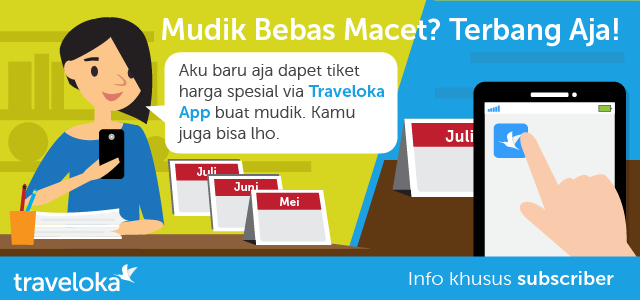 Mudik Bebas Macet? Terbang Aja!
Aku baru aja dapet tiket
harga spesial via Traveloka
App buat mudik. Kamu
juga bisa lho.
Juli
Juni
Mei
Juli
traveloka
Info khusus subscriber